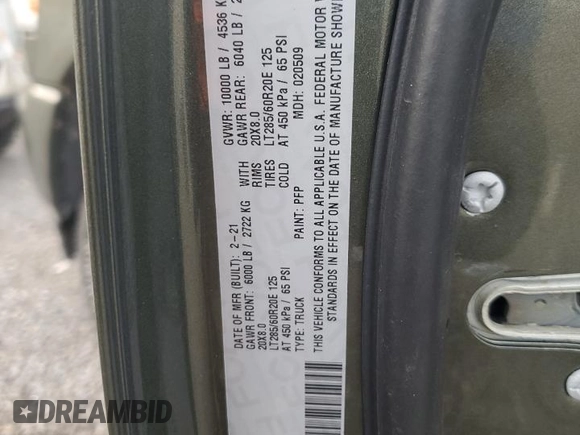 DATE OF MFR (BUILT): 2-21 GVWR: 10000 LB / 4536 K
GAWR FRONT: 6000 LB / 2722 KG WITH GAWR REAR: 6040 LB /
20X8.0 RIMS 20X8.0
LT285/60R20E 125 TIRES LT285/60R20E 125
AT 450 kPa / 65 PSI COLD AT 450 kPa / 65 PSI
TYPE: TRUCK PAINT: PFP MDH: 020509
THIS VEHICLE CONFORMS TO ALL APPLICABLE U.S.A. FEDERAL MOTOR
STANDARDS IN EFFECT ON THE DATE OF MANUFACTURE
DREAMBID